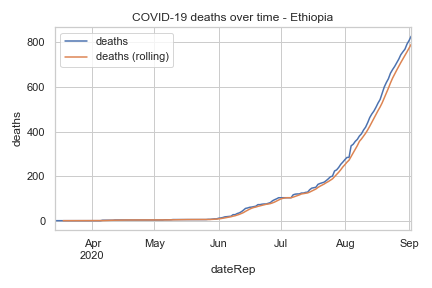 COVID-19 deaths over time - Ethiopia
deaths
deaths (rolling)
800
600
400
200
0
deaths
Apr May Jun Jul Aug Sep
2020
dateRep